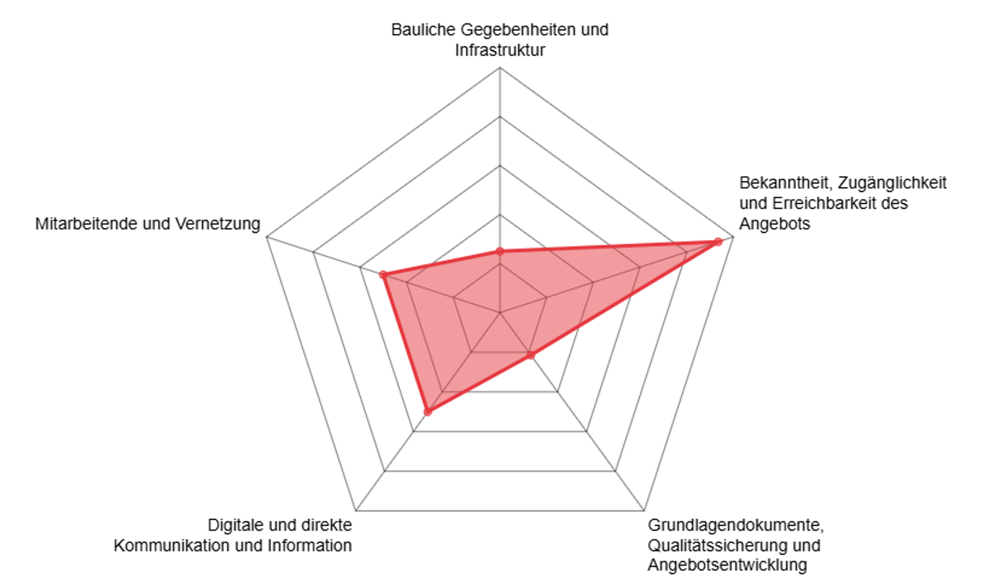 Bauliche Gegebenheiten und
Infrastruktur
Bekanntheit, Zugänglichkeit
und Erreichbarkeit des
Angebots
Mitarbeitende und Vernetzung
Digitale und direkte
Kommunikation und Information
Grundlagendokumente,
Qualitätssicherung und
Angebotsentwicklung